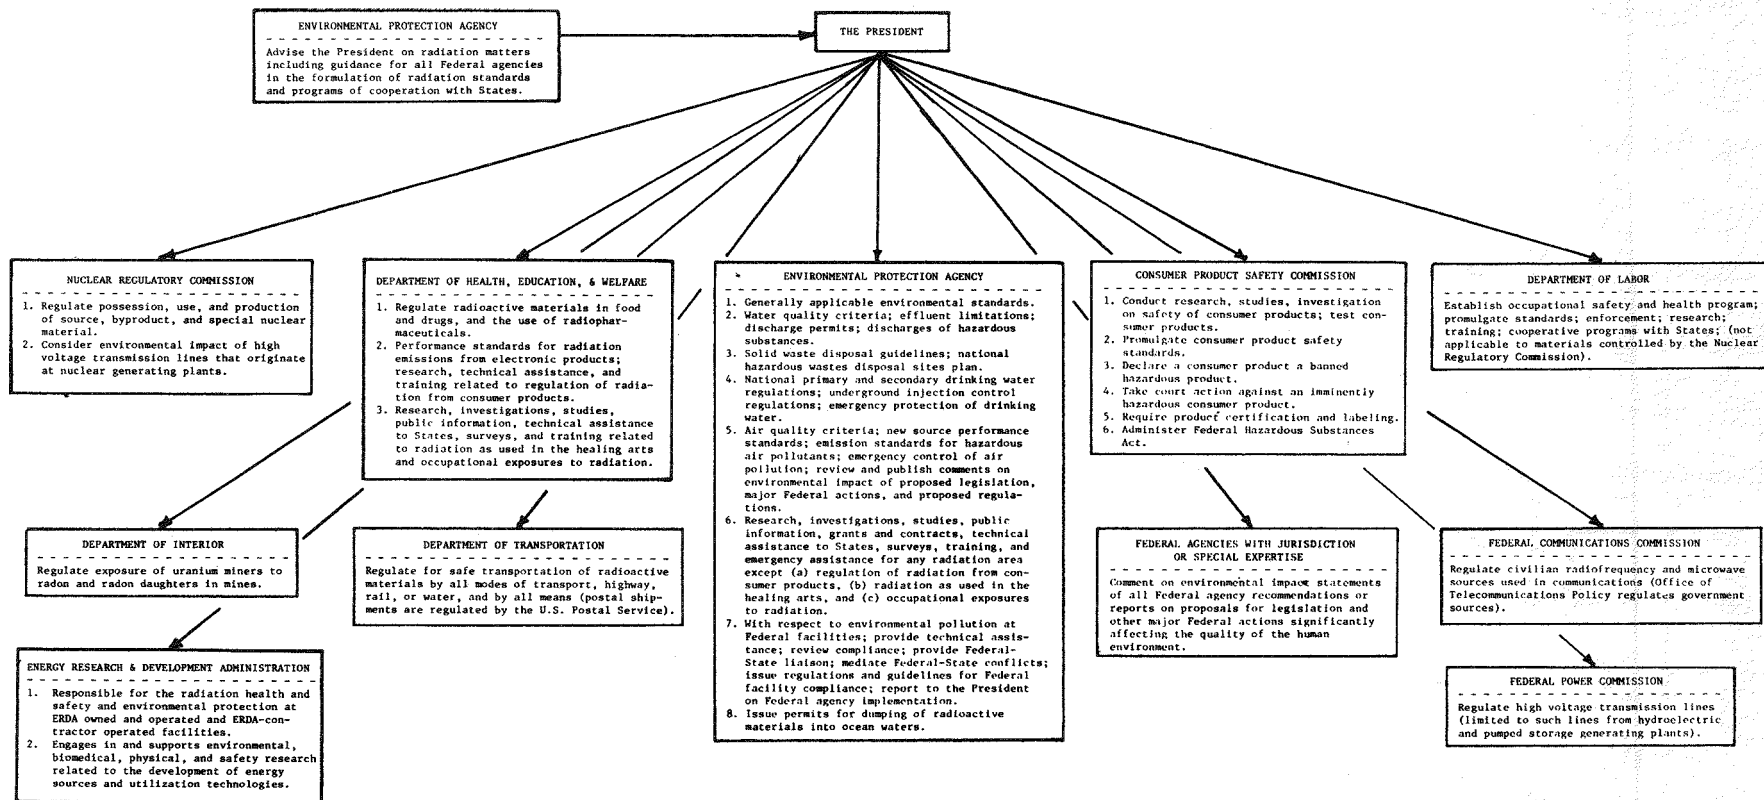 ENVIRONMENTAL PROTECTION AGENCY
Advise the President on radiation matters
including guidance for all Federal agencies
in the formulation of radiation standards
and programs of cooperation with States.
THE PRESIDENT
NUCLEAR REGULATORY COMMISSION
1. Regulate possession, use, and production
of source, byproduct, and special nuclear
material.
2. Consider environmental impact of high
voltage transmission lines that originate
at nuclear generating plants.
DEPARTMENT OF HEALTH, EDUCATION, & WELFARE
1. Regulate radioactive materials in food
and drugs, and the use of radiophar-
maceuticals.
2. Performance standards for radiation
emissions from electronic products;
research, technical assistance, and
training related to regulation of radia-
tion from consumer products.
3. Research, investigations, studies,
public information, technical assistance
to States, surveys, and training related
to radiation as used in the healing arts
and occupational exposures to radiation.
ENVIRONMENTAL PROTECTION AGENCY
1. Generally applicable environmental standards.
2. Water quality criteria; effluent limitations;
discharge permits; discharges of hazardous
substances.
3. Solid waste disposal guidelines; national
hazardous wastes disposal sites plan.
4. National primary and secondary drinking water
regulations; underground injection control
regulations; emergency protection of drinking
water.
5. Air quality criteria; new source performance
standards; emission standards for hazardous
air pollutants; emergency control of air
pollution; review and publish comments on
environmental impact of proposed legislation,
major Federal actions, and proposed regula-
tions.
6. Research, investigations, studies, public
information, grants and contracts, technical
assistance to States, surveys, training, and
emergency assistance for any radiation area
except (a) regulation of radiation from con-
sumer products, (b) radiation as used in the
healing arts, and (c) occupational exposures
to radiation.
7. With respect to environmental pollution at
Federal facilities; provide technical assis-
tance; review compliance; provide Federal-
State liaison; mediate Federal-State conflicts;
issue regulations and guidelines for Federal
facility compliance; report to the President
on Federal agency implementation.
8. Issue permits for dumping of radioactive
materials into ocean waters.
CONSUMER PRODUCT SAFETY COMMISSION
1. Conduct research, studies, investigation
on safety of consumer products; test con-
sumer products.
2. Promulgate consumer product safety
standards.
3. Declare a consumer product a banned
hazardous product.
4. Take court action against an imminently
hazardous consumer product.
5. Require product certification and labeling.
6. Administer Federal Hazardous Substances
Act.
DEPARTMENT OF LABOR
Establish occupational safety and health program;
promulgate standards; enforcement; research;
training; cooperative programs with States; (not
applicable to materials controlled by the Nuclear
Regulatory Commission).
DEPARTMENT OF INTERIOR
Regulate exposure of uranium miners to
radon and radon daughters in mines.
DEPARTMENT OF TRANSPORTATION
Regulate for safe transportation of radioactive
materials by all modes of transport, highway,
rail, or water, and by all means (postal ship-
ments are regulated by the U.S. Postal Service).
FEDERAL AGENCIES WITH JURISDICTION
OR SPECIAL EXPERTISE
Comment on environmental impact statements
of all Federal agency recommendations or
reports on proposals for legislation and
other major Federal actions significantly
affecting the quality of the human
environment.
FEDERAL COMMUNICATIONS COMMISSION
Regulate civilian radiofrequency and microwave
sources used in communications (Office of
Telecommunications Policy regulates government
sources).
ENERGY RESEARCH & DEVELOPMENT ADMINISTRATION
1. Responsible for the radiation health and
safety and environmental protection at
ERDA owned and operated and ERDA-con-
tractor operated facilities.
2. Engages in and supports environmental,
biomedical, physical, and safety research
related to the development of energy
sources and utilization technologies.
FEDERAL POWER COMMISSION
Regulate high voltage transmission lines
(limited to such lines from hydroelectric
and pumped storage generating plants).